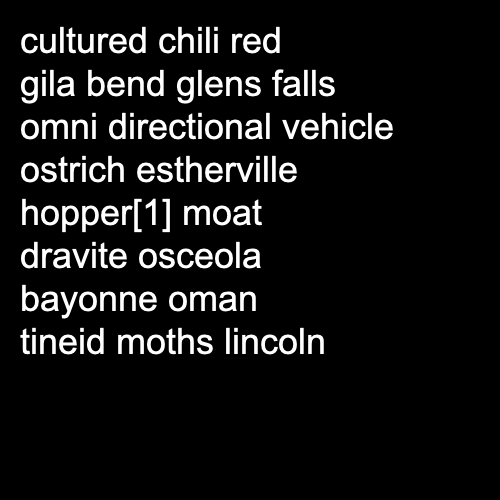 cultured chili red
gila bend glens falls
omni directional vehicle
ostrich estherville
hopper[1] moat
dravite osceola
bayonne oman
tineid moths lincoln